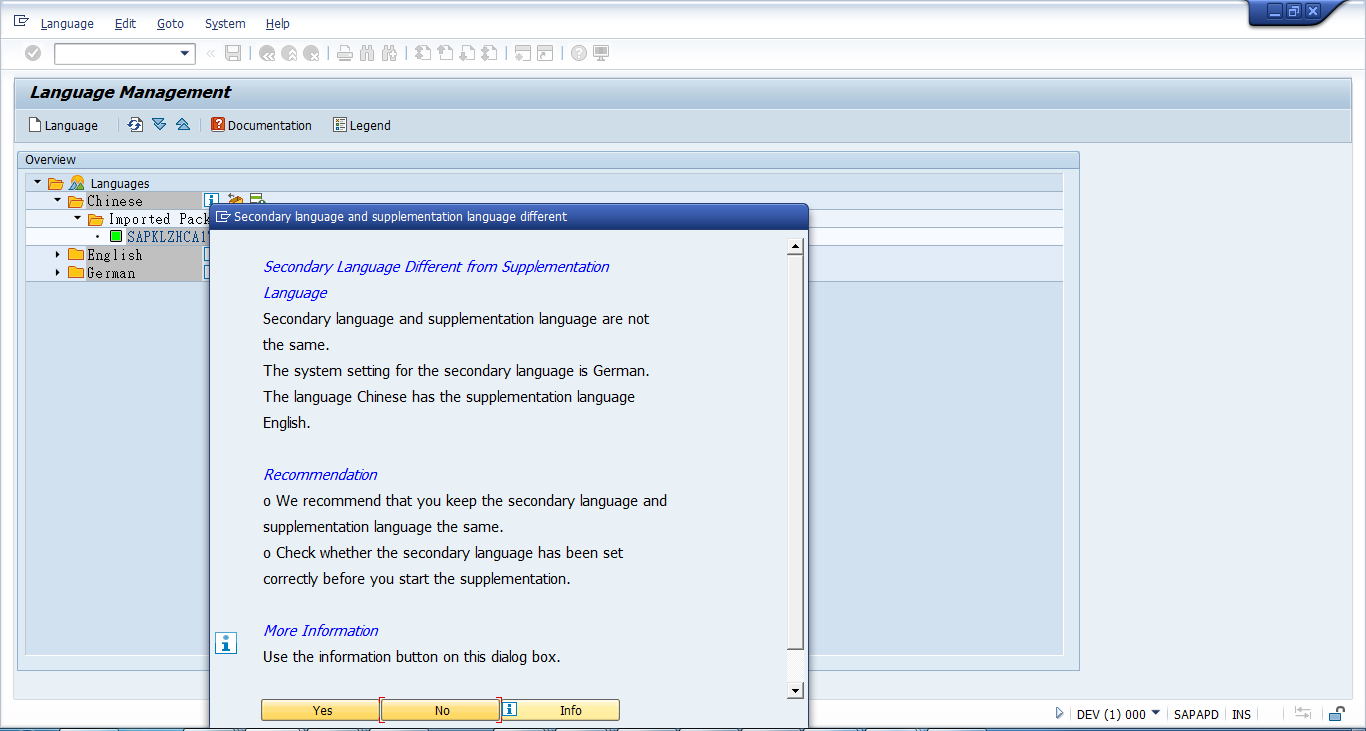 Language Edit Goto System Help
Language Management
Language Documentation Legend
Overview
Languages
Chinese
Imported Pack
SAPKLZHCA1
English
German
Secondary language and supplementation language different
Secondary Language Different from Supplementation
Language
Secondary language and supplementation language are not
the same.
The system setting for the secondary language is German.
The language Chinese has the supplementation language
English.
Recommendation
o We recommend that you keep the secondary language and
supplementation language the same.
o Check whether the secondary language has been set
correctly before you start the supplementation.
More Information
Use the information button on this dialog box.
Yes No Info
DEV (1) 000 SAPAPD INS